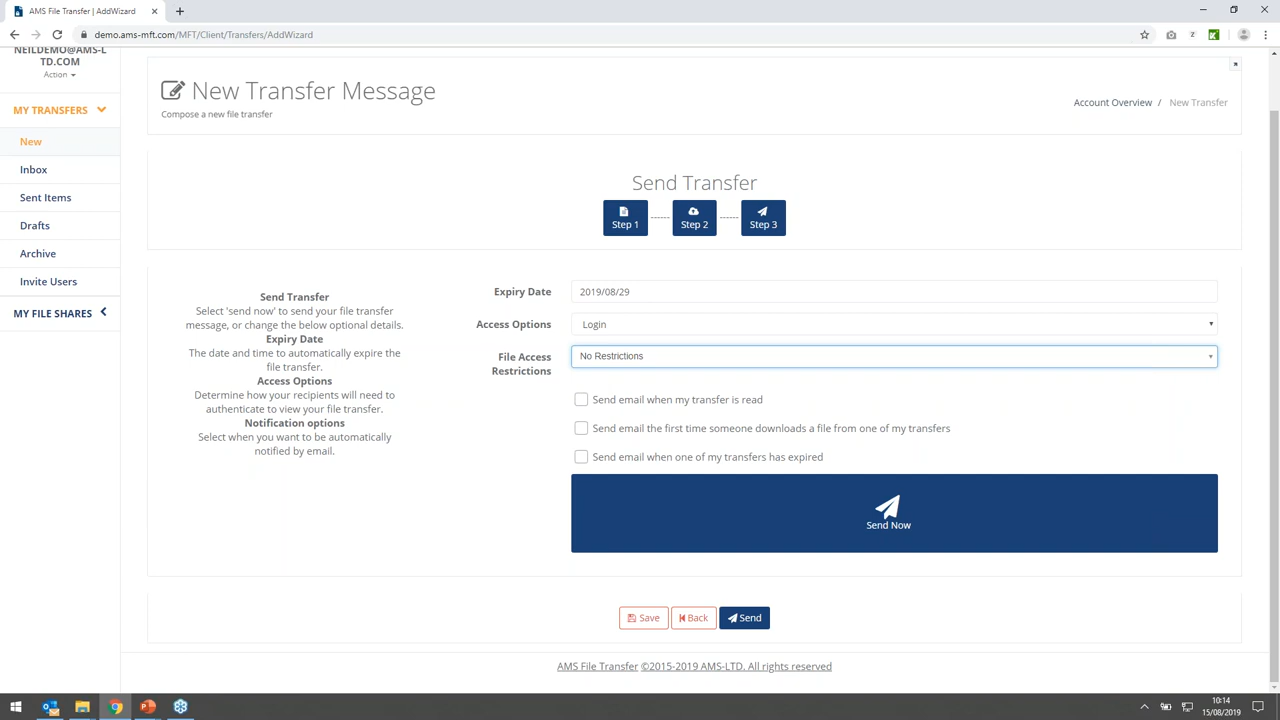 AMS File Transfer | AddWizard
demo.ams-mft.com/MFT/Client/Transfers/AddWizard
NEILDEMO@AMS-L
TD.COM
Action
MY TRANSFERS
New
Inbox
Sent Items
Drafts
Archive
Invite Users
MY FILE SHARES
New Transfer Message
Compose a new file transfer
Account Overview / New Transfer
Send Transfer
Step 1 ------ Step 2 ------ Step 3
Send Transfer
Select 'send now' to send your file transfer
message, or change the below optional details.
Expiry Date
The date and time to automatically expire the
file transfer.
Access Options
Determine how your recipients will need to
authenticate to view your file transfer.
Notification options
Select when you want to be automatically
notified by email.
Expiry Date 2019/08/29
Access Options Login
File Access
Restrictions
No Restrictions
Send email when my transfer is read
Send email the first time someone downloads a file from one of my transfers
Send email when one of my transfers has expired
Send Now
Save Back Send
AMS File Transfer ©2015-2019 AMS-LTD. All rights reserved
10:14
15/08/2019